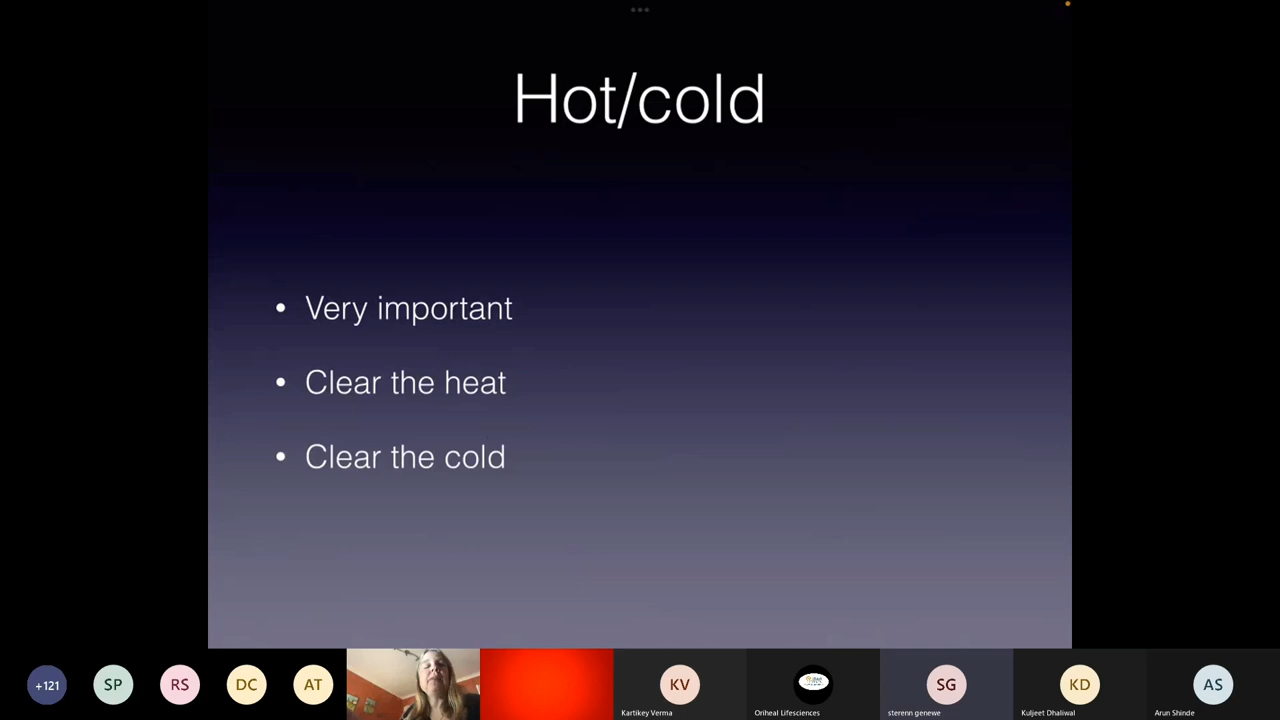 Hot/cold
• Very important
• Clear the heat
• Clear the cold
+121
SP
RS
DC
AT
KV
Kartikey Verma
Oriheal Lifesciences
SG
sterenn genewe
KD
Kuljeet Dhaliwal
AS
Arun Shinde